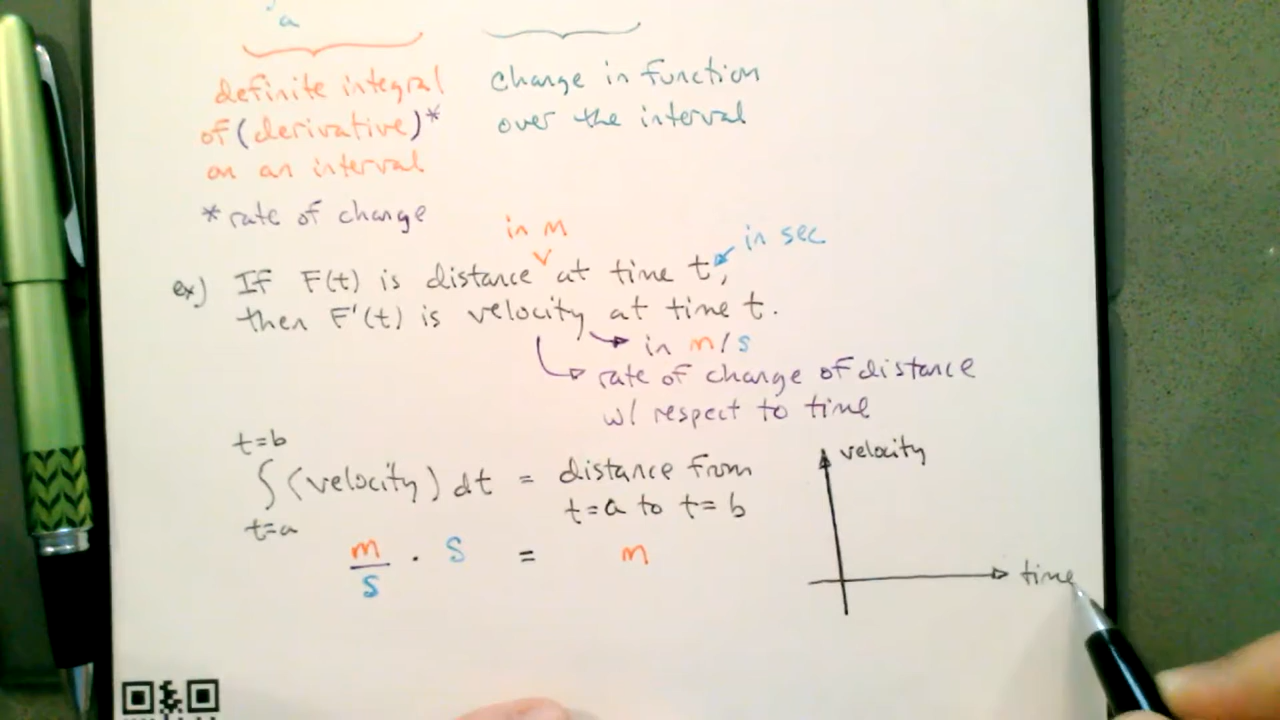 a
definite integral
of (derivative)*
on an interval
change in function
over the interval
* rate of change
in m
in sec
ex) If F(t) is distance at time t,
then F'(t) is velocity at time t.
in m/s
rate of change of distance
w/ respect to time
t=b
∫(velocity) dt = distance from
t=a to t=b
t=a
m/s · s = m
velocity
time